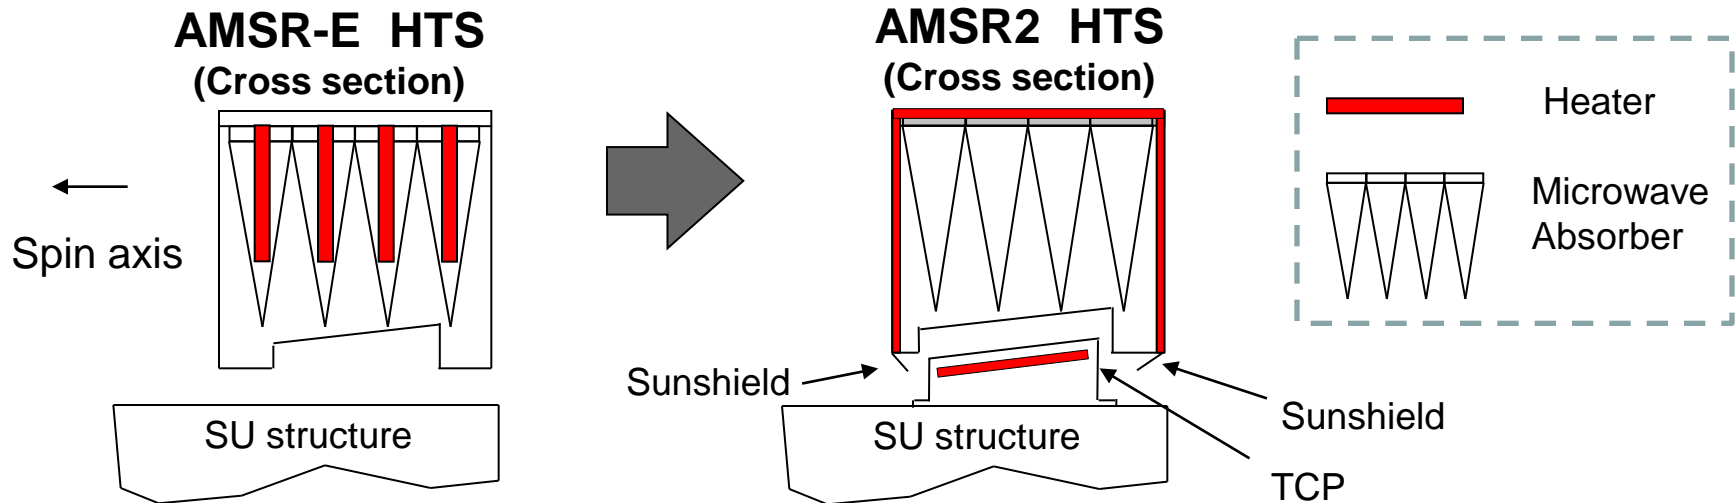 AMSR-E HTS
(Cross section)
Spin axis
SU structure
AMSR2 HTS
(Cross section)
Sunshield
SU structure
Sunshield
TCP
Heater
Microwave
Absorber